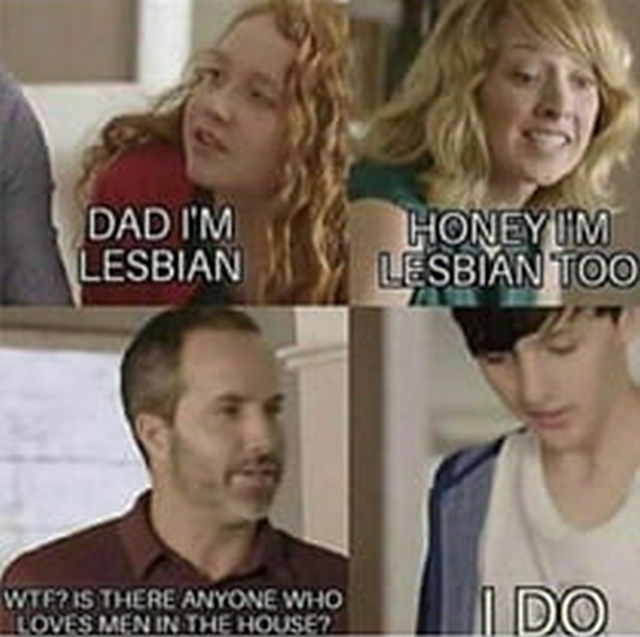 DAD I'M
LESBIAN
HONEY I'M
LESBIAN TOO
WTF? IS THERE ANYONE WHO
LOVES MEN IN THE HOUSE?
I DO